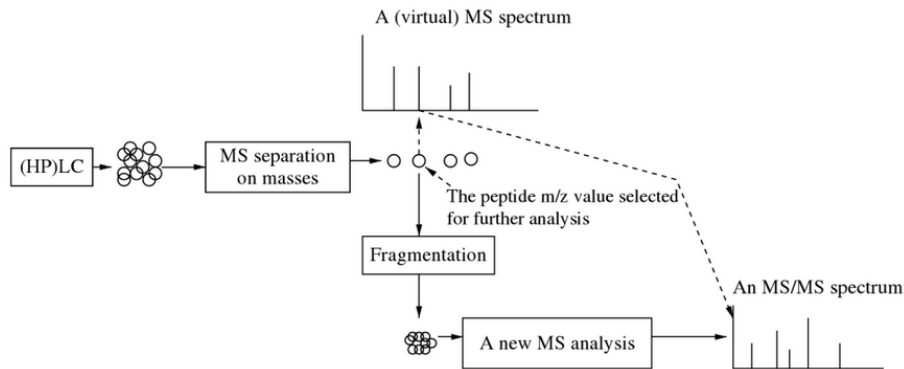 A (virtual) MS spectrum
(HP)LC
MS separation
on masses
The peptide m/z value selected
for further analysis
Fragmentation
An MS/MS spectrum
A new MS analysis